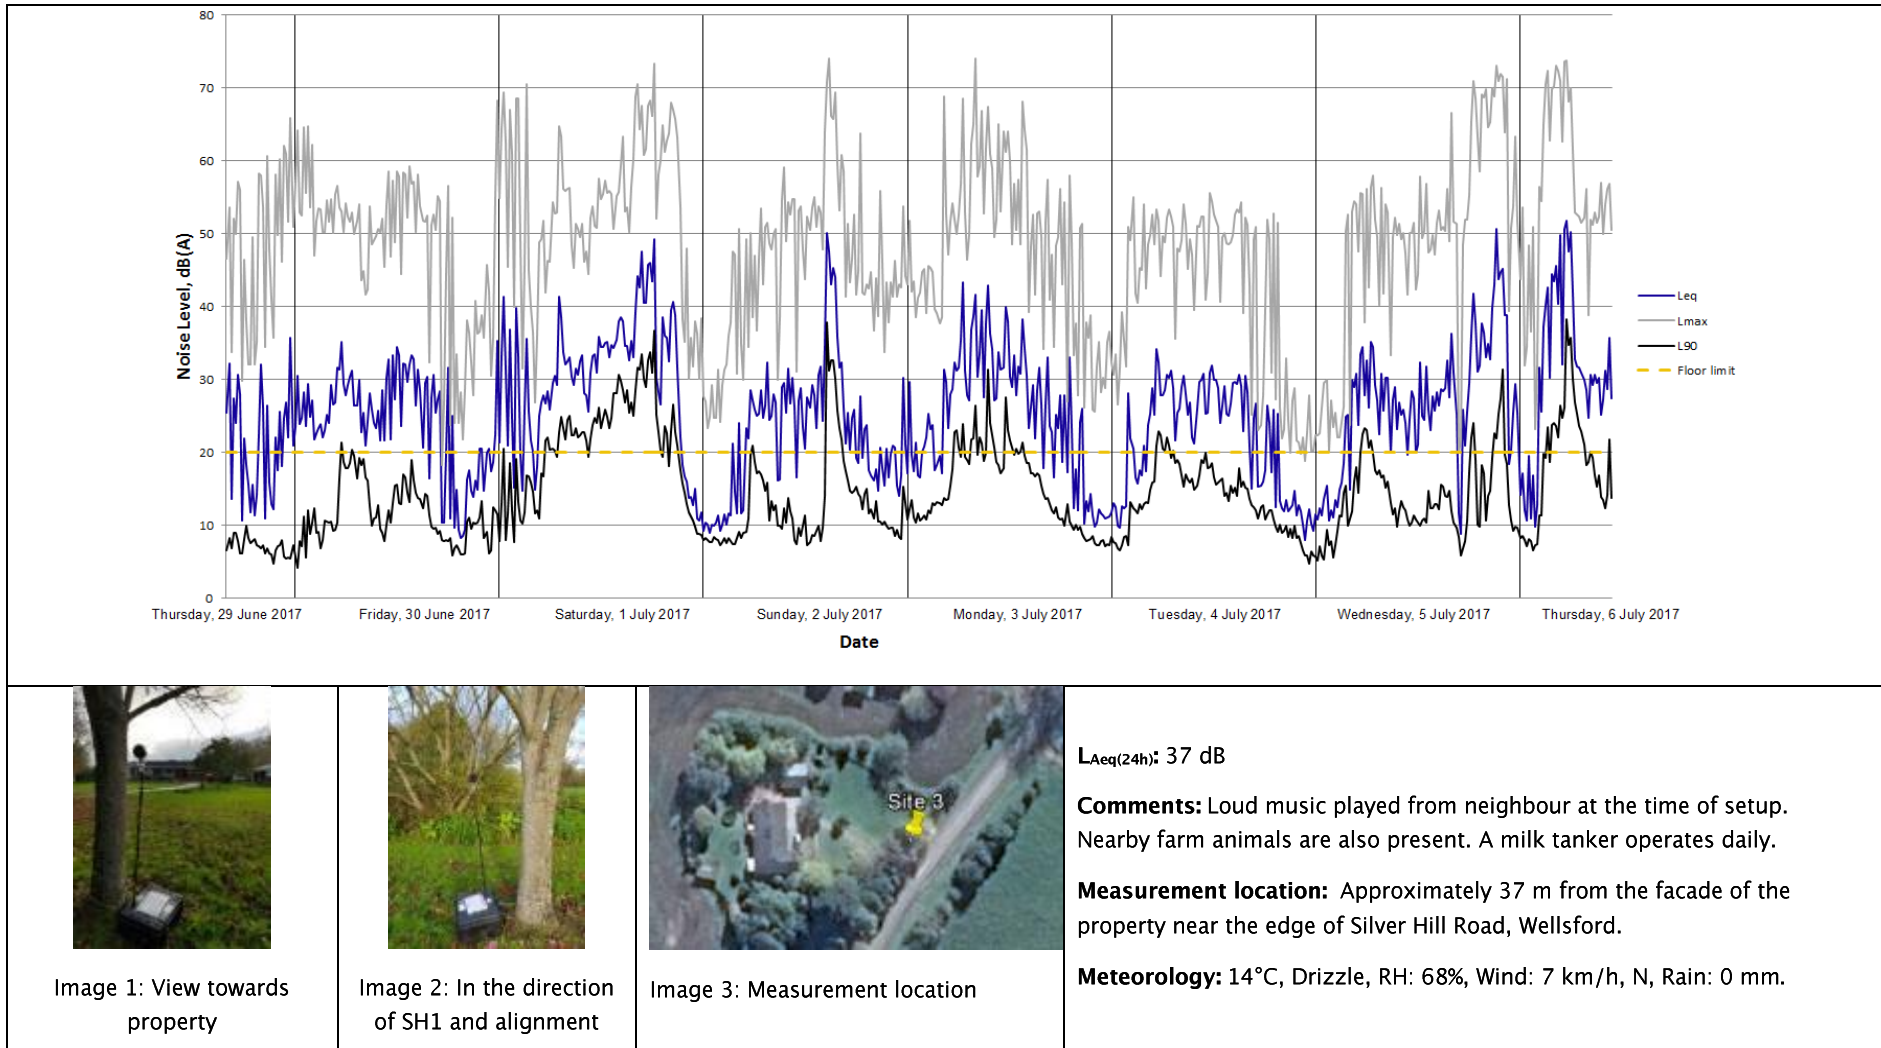 80
70
60
50
40
30
20
10
0
Noise Level, dB(A)
Thursday, 29 June 2017
Friday, 30 June 2017
Saturday, 1 July 2017
Sunday, 2 July 2017
Monday, 3 July 2017
Tuesday, 4 July 2017
Wednesday, 5 July 2017
Thursday, 6 July 2017
Date
Leq
Lmax
L90
Floor limit
Site 3
Image 1: View towards
property
Image 2: In the direction
of SH1 and alignment
Image 3: Measurement location
LAeq(24h): 37 dB
Comments: Loud music played from neighbour at the time of setup.
Nearby farm animals are also present. A milk tanker operates daily.
Measurement location: Approximately 37 m from the facade of the
property near the edge of Silver Hill Road, Wellsford.
Meteorology: 14°C, Drizzle, RH: 68%, Wind: 7 km/h, N, Rain: 0 mm.